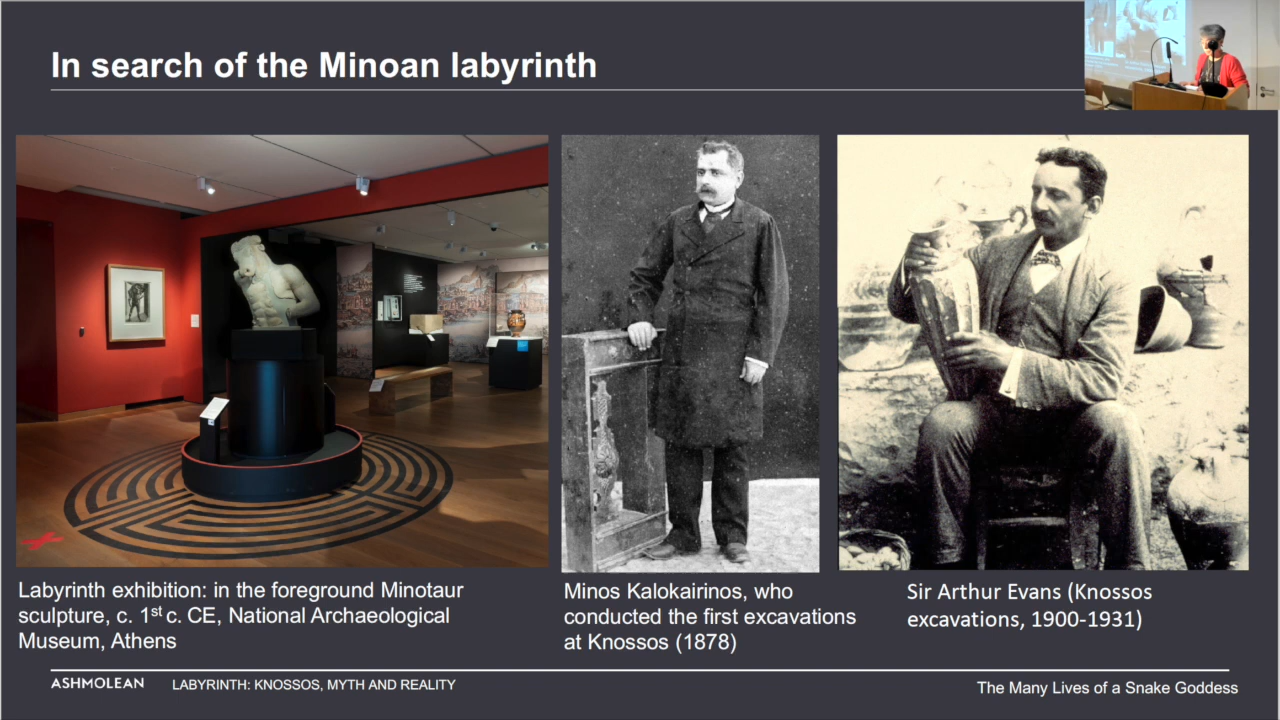 In search of the Minoan labyrinth
Labyrinth exhibition: in the foreground Minotaur
sculpture, c. 1st c. CE, National Archaeological
Museum, Athens
Minos Kalokairinos, who
conducted the first excavations
at Knossos (1878)
Sir Arthur Evans (Knossos
excavations, 1900-1931)
ASHMOLEAN
LABYRINTH: KNOSSOS, MYTH AND REALITY
The Many Lives of a Snake Goddess